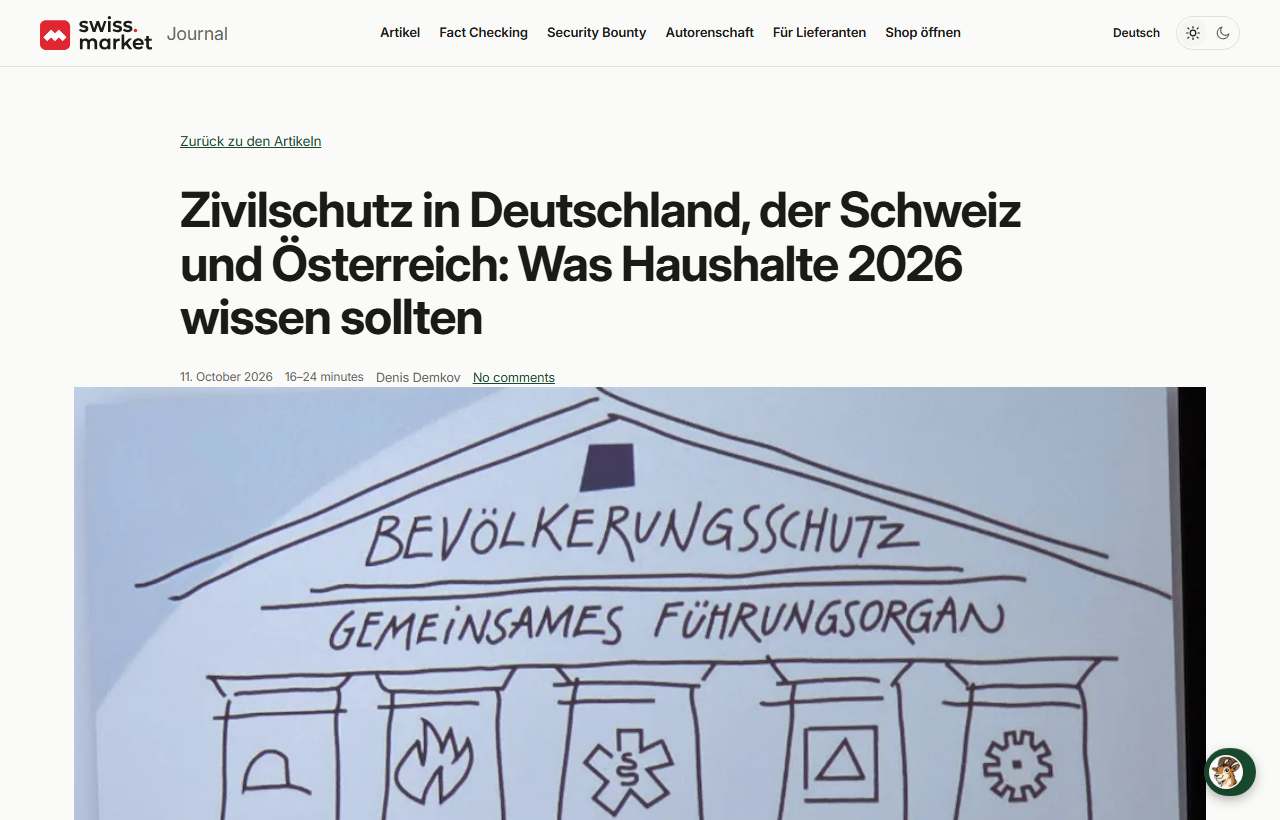 swiss.
market
Journal
Artikel
Fact Checking
Security Bounty
Autorenschaft
Für Lieferanten
Shop öffnen
Deutsch
Zurück zu den Artikeln
Zivilschutz in Deutschland, der Schweiz
und Österreich: Was Haushalte 2026
wissen sollten
11. October 2026
16–24 minutes
Denis Demkov
No comments
BEVÖLKERUNGSSCHUTZ
GEMEINSAMES FÜHRUNGSORGAN